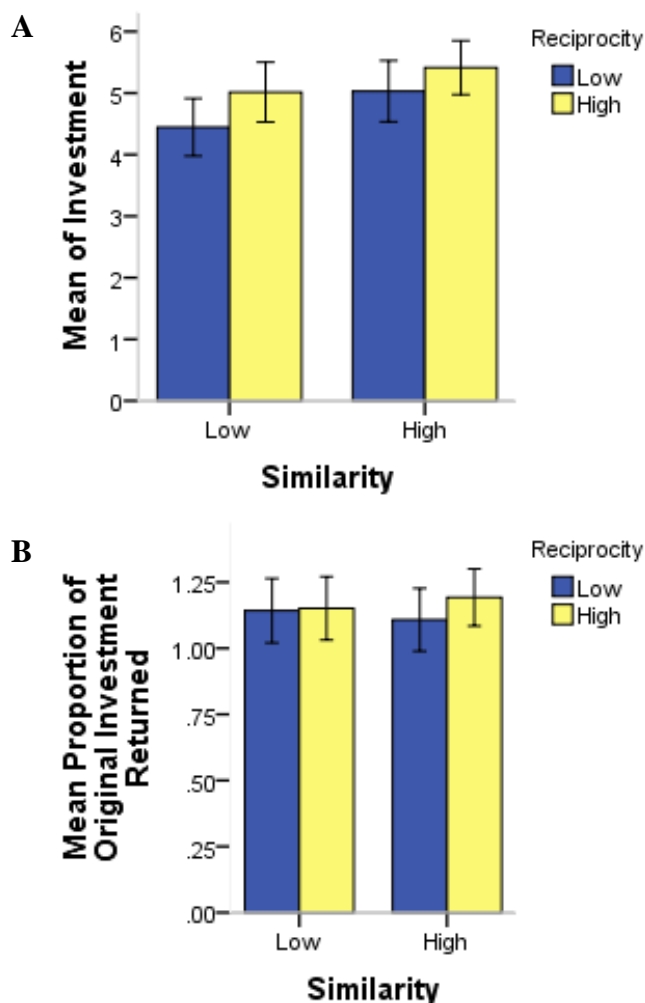 A
Mean of Investment
6
5
4
3
2
1
0
Low
High
Similarity
Reciprocity
Low
High
B
Mean Proportion of
Original Investment
Returned
1.25
1.00
.75
.50
.25
.00
Low
High
Similarity
Reciprocity
Low
High